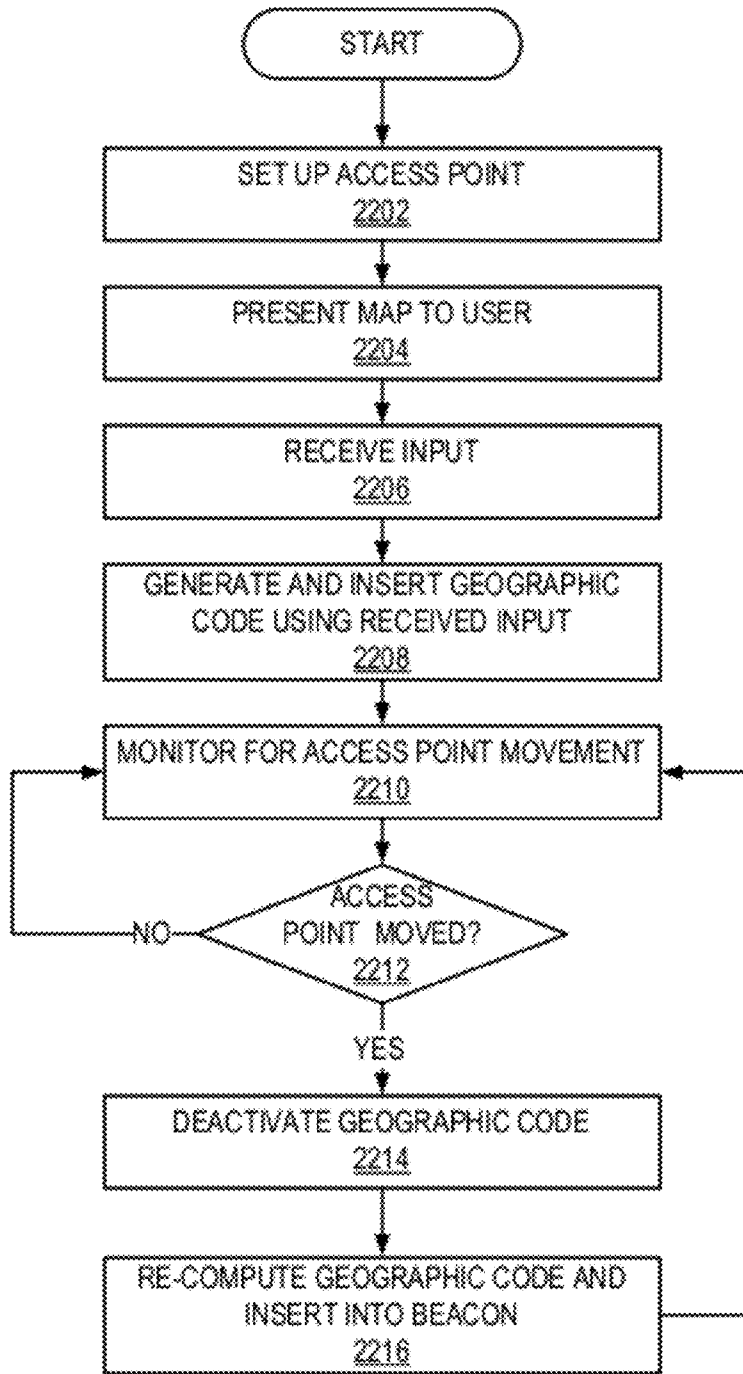 START
SET UP ACCESS POINT
2202
PRESENT MAP TO USER
2204
RECEIVE INPUT
2206
GENERATE AND INSERT GEOGRAPHIC
CODE USING RECEIVED INPUT
2208
MONITOR FOR ACCESS POINT MOVEMENT
2210
ACCESS
POINT MOVED?
2212
NO
YES
DEACTIVATE GEOGRAPHIC CODE
2214
RE-COMPUTE GEOGRAPHIC CODE AND
INSERT INTO BEACON
2216